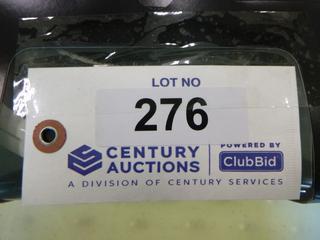 LOT NO
276
CENTURY AUCTIONS
POWERED BY
ClubBid
A DIVISION OF CENTURY SERVICES